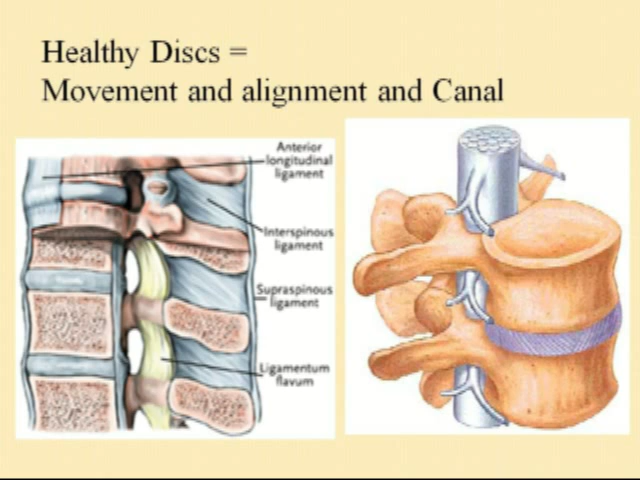 Healthy Discs =
Movement and alignment and Canal
Anterior
longitudinal
ligament
Interspinous
ligament
Supraspinous
ligament
Ligamentum
flavum